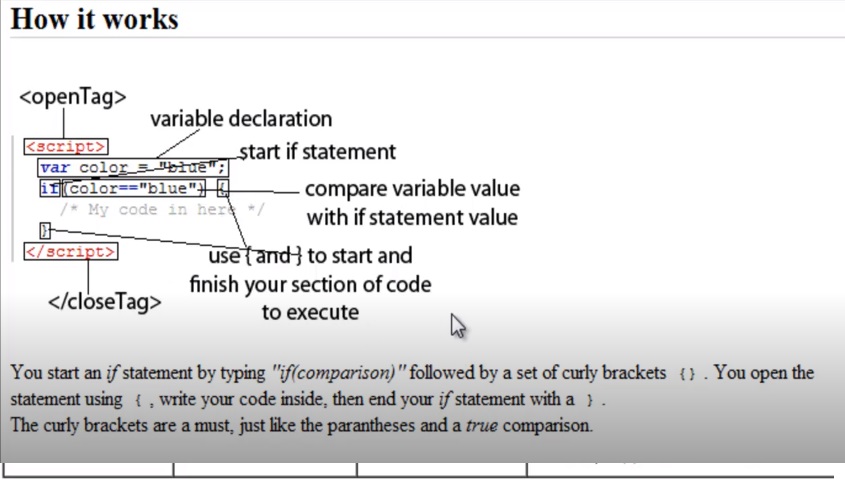 How it works
<openTag>
variable declaration
<script>
start if statement
var color = "blue";
if(color=="blue") {
compare variable value
with if statement value
/* My code in here */
}
</script>
use { and } to start and
finish your section of code
to execute
</closeTag>
You start an if statement by typing "if(comparison)" followed by a set of curly brackets {} . You open the
statement using { , write your code inside, then end your if statement with a } .
The curly brackets are a must, just like the parantheses and a true comparison.